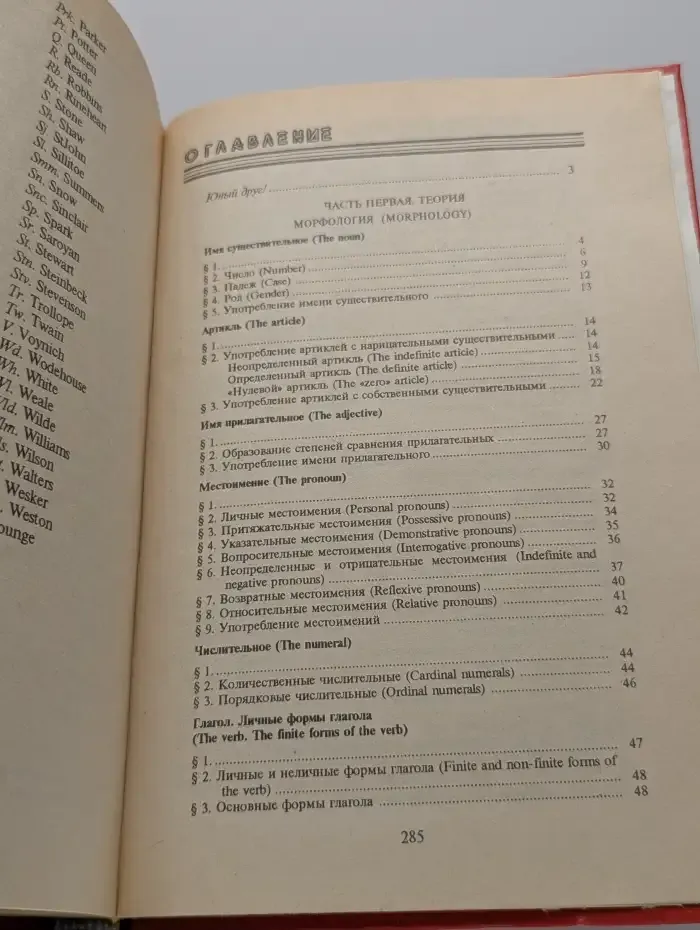 Prk. Parker
Pt. Potter
Q. Queen
R. Reade
Rb. Robbins
Rn. Rineheart
S. Stone
Sh. Shaw
Sj. StJohn
Sl. Sillitoe
Smm. Summers
Sn. Snow
Snc. Sinclair
Sp. Spark
Sr. Saroyan
St. Stewart
Stn. Steinbeck
Stv. Stevenson
Tr. Trollope
Tw. Twain
V. Voynich
Wd. Wodehouse
Wh. White
Wl. Weale
Wld. Wilde
Wlm. Williams
Wilson
Walters
Wesker
Weston
ОГЛАВЛЕНИЕ
Юный друг! 3
ЧАСТЬ ПЕРВАЯ. ТЕОРИЯ
МОРФОЛОГИЯ (MORPHOLOGY)
Имя существительное (The noun)
§ 1. 4
§ 2. Число (Number) 6
§ 3. Падеж (Case) 9
§ 4. Род (Gender) 12
§ 5. Употребление имени существительного 13
Артикль (The article)
§ 1. 14
§ 2. Употребление артиклей с нарицательными существительными 14
Неопределенный артикль (The indefinite article) 14
Определенный артикль (The definite article) 15
«Нулевой» артикль (The «zero» article) 18
§ 3. Употребление артиклей с собственными существительными 22
Имя прилагательное (The adjective)
§ 1. 27
§ 2. Образование степеней сравнения прилагательных 27
§ 3. Употребление имени прилагательного 30
Местоимение (The pronoun)
§ 1. 32
§ 2. Личные местоимения (Personal pronouns) 32
§ 3. Притяжательные местоимения (Possessive pronouns) 34
§ 4. Указательные местоимения (Demonstrative pronouns) 35
§ 5. Вопросительные местоимения (Interrogative pronouns) 36
§ 6. Неопределенные и отрицательные местоимения (Indefinite and
negative pronouns) 37
§ 7. Возвратные местоимения (Reflexive pronouns) 40
§ 8. Относительные местоимения (Relative pronouns) 41
§ 9. Употребление местоимений 42
Числительное (The numeral)
§ 1. 44
§ 2. Количественные числительные (Cardinal numerals) 44
§ 3. Порядковые числительные (Ordinal numerals) 46
Глагол. Личные формы глагола
(The verb. The finite forms of the verb)
§ 1. 47
§ 2. Личные и неличные формы глагола (Finite and non-finite forms of
the verb) 48
§ 3. Основные формы глагола 48
285